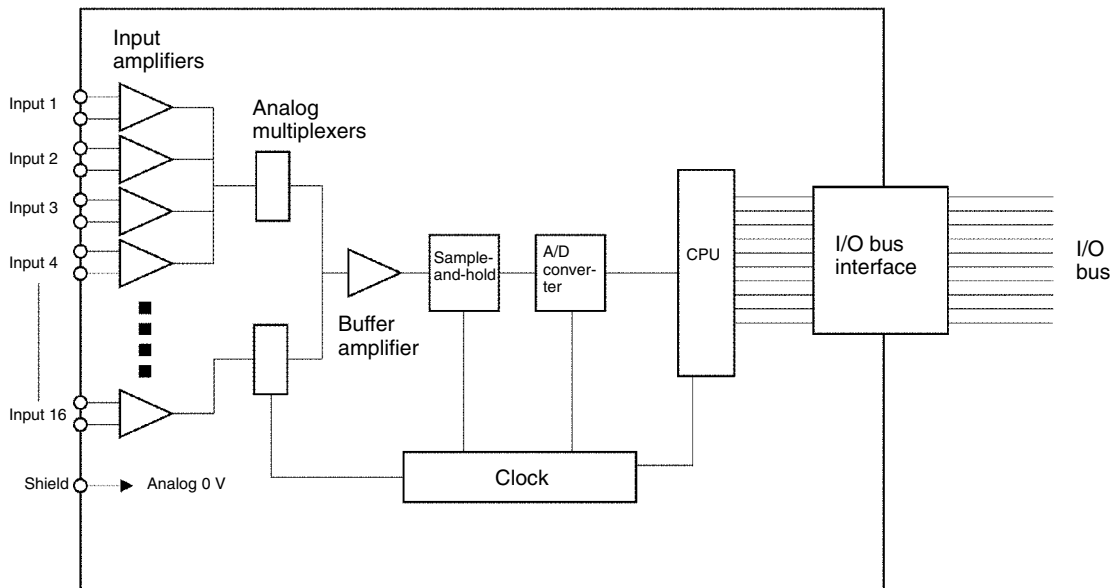 Input
amplifiers
Input 1
Analog
multiplexers
Input 2
Input 3
Input 4
Sample-
and-hold
A/D
conver-
ter
CPU
I/O bus
interface
I/O
bus
Buffer
amplifier
Input 16
Clock
Shield
Analog 0 V